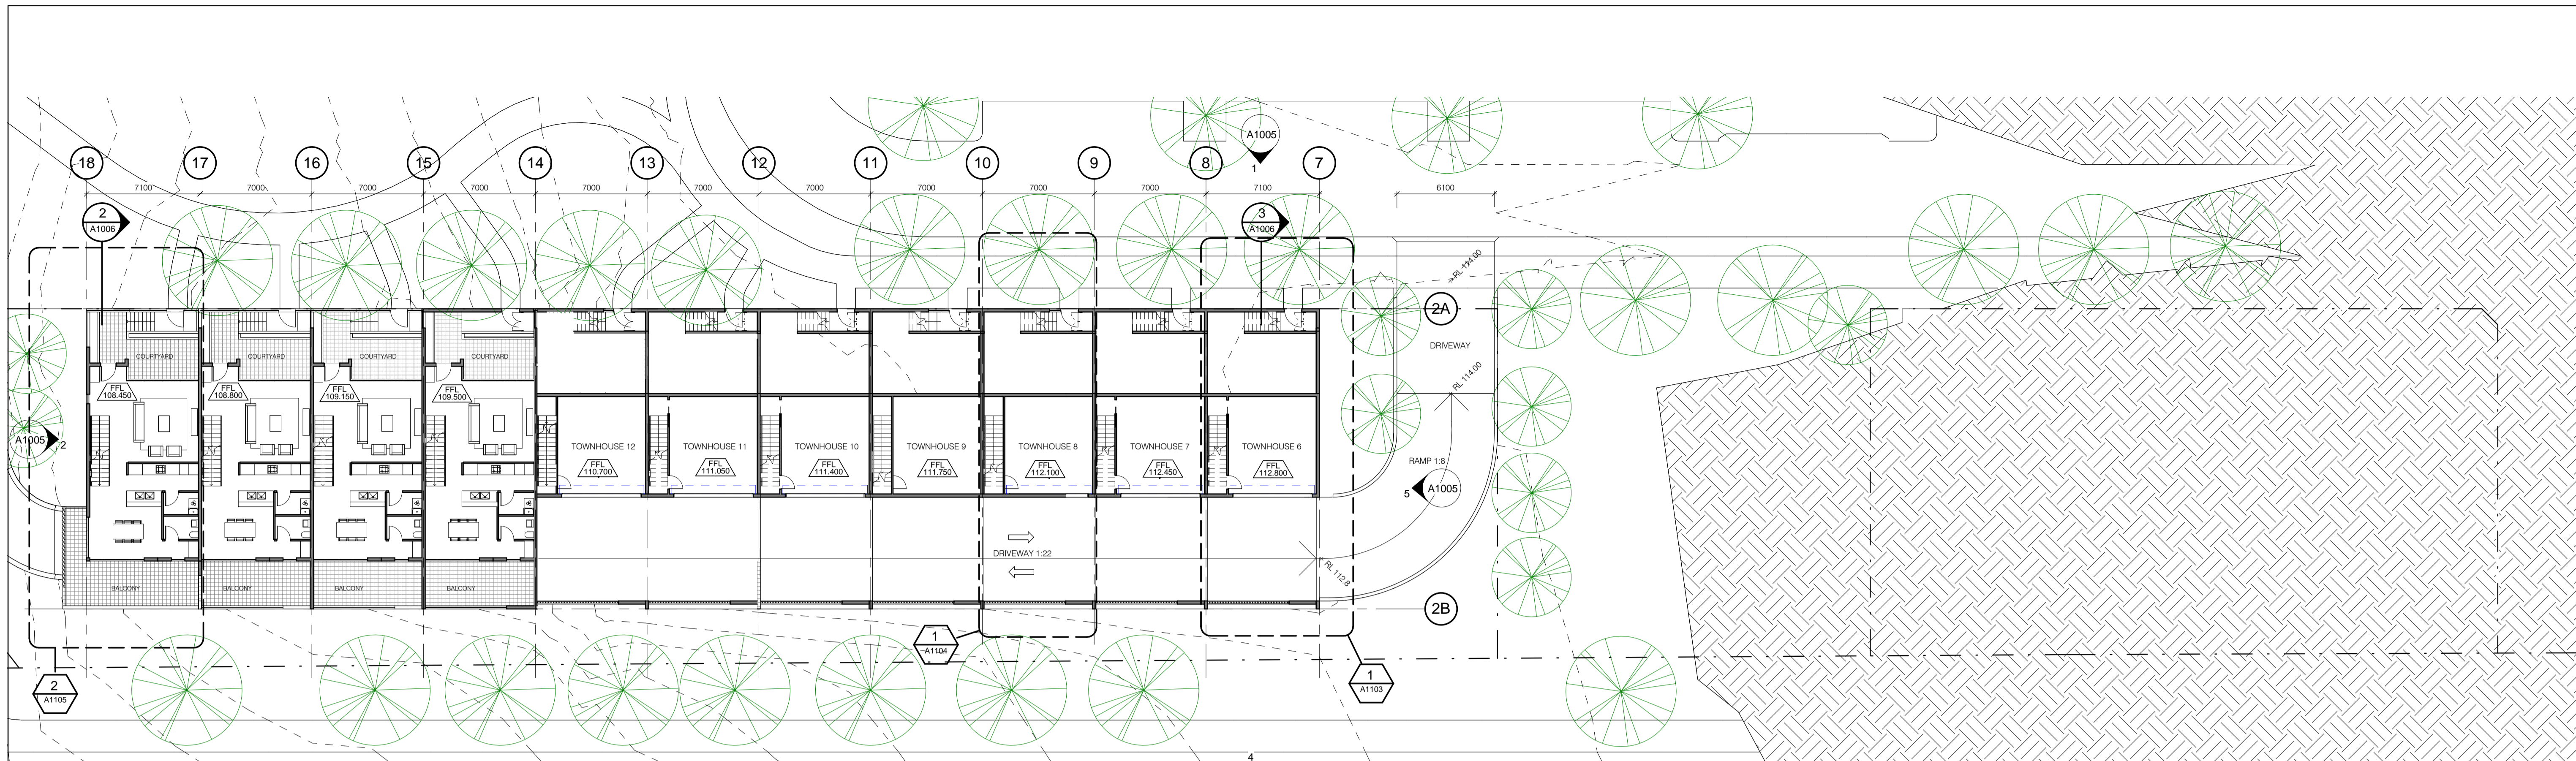 A1005
1
18
17
16
15
14
13
12
11
10
9
8
7
7100
7000
7000
7000
7000
7000
7000
7000
7000
7000
7100
6100
2
A1006
3
A1006
RL 124.00
2A
DRIVEWAY
COURTYARD
COURTYARD
COURTYARD
COURTYARD
RL 114.00
FFL
108.450
FFL
108.800
FFL
109.150
FFL
109.500
A1005
2
TOWNHOUSE 12
TOWNHOUSE 11
TOWNHOUSE 10
TOWNHOUSE 9
TOWNHOUSE 8
TOWNHOUSE 7
TOWNHOUSE 6
FFL
110.700
FFL
111.050
FFL
111.400
FFL
111.750
FFL
112.100
FFL
112.450
FFL
112.800
RAMP 1:8
5
A1005
DRIVEWAY 1:22
RL 112.8
BALCONY
BALCONY
BALCONY
BALCONY
2B
1
A1104
1
A1103
2
A1105
4